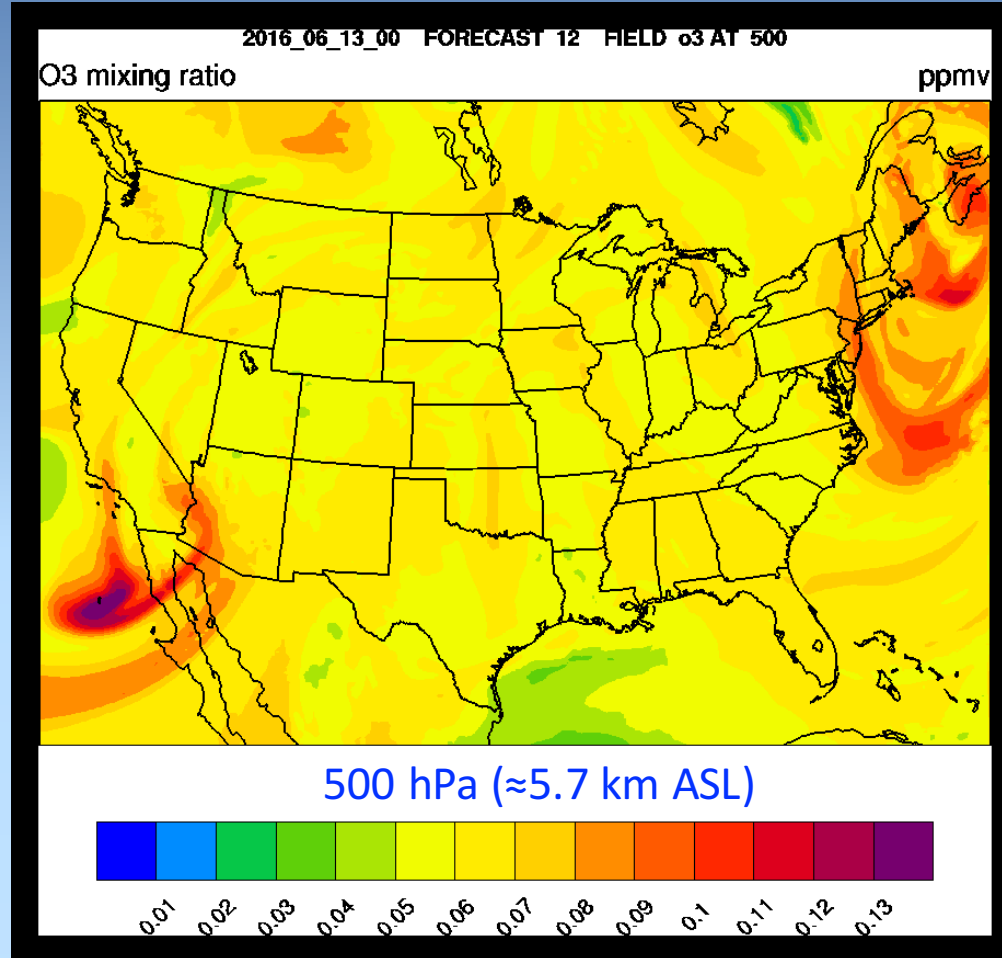 2016_06_13_00 FORECAST 12 FIELD o3 AT 500
O3 mixing ratio ppmv
500 hPa (≈5.7 km ASL)
0.01 0.02 0.03 0.04 0.05 0.06 0.07 0.08 0.09 0.1 0.11 0.12 0.13